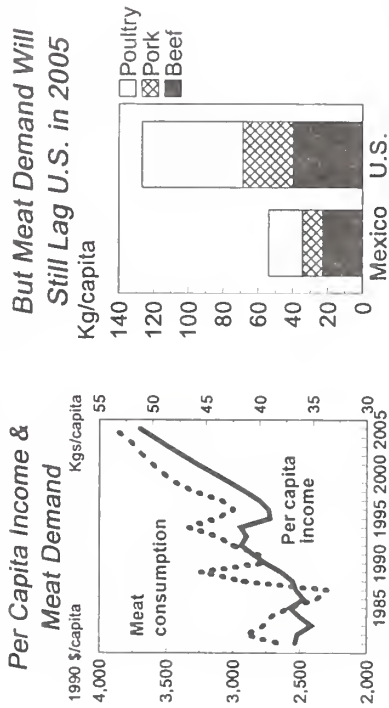 Per Capita Income &
Meat Demand
1990 $/capita
Kgs/capita
4,000
3,500
3,000
2,500
2,000
55
50
45
40
35
30
Meat
consumption
Per capita
income
1985 1990 1995 2000 2005
But Meat Demand Will
Still Lag U.S. in 2005
Kg/capita
140
120
100
80
60
40
20
0
Poultry
Pork
Beef
Mexico
U.S.